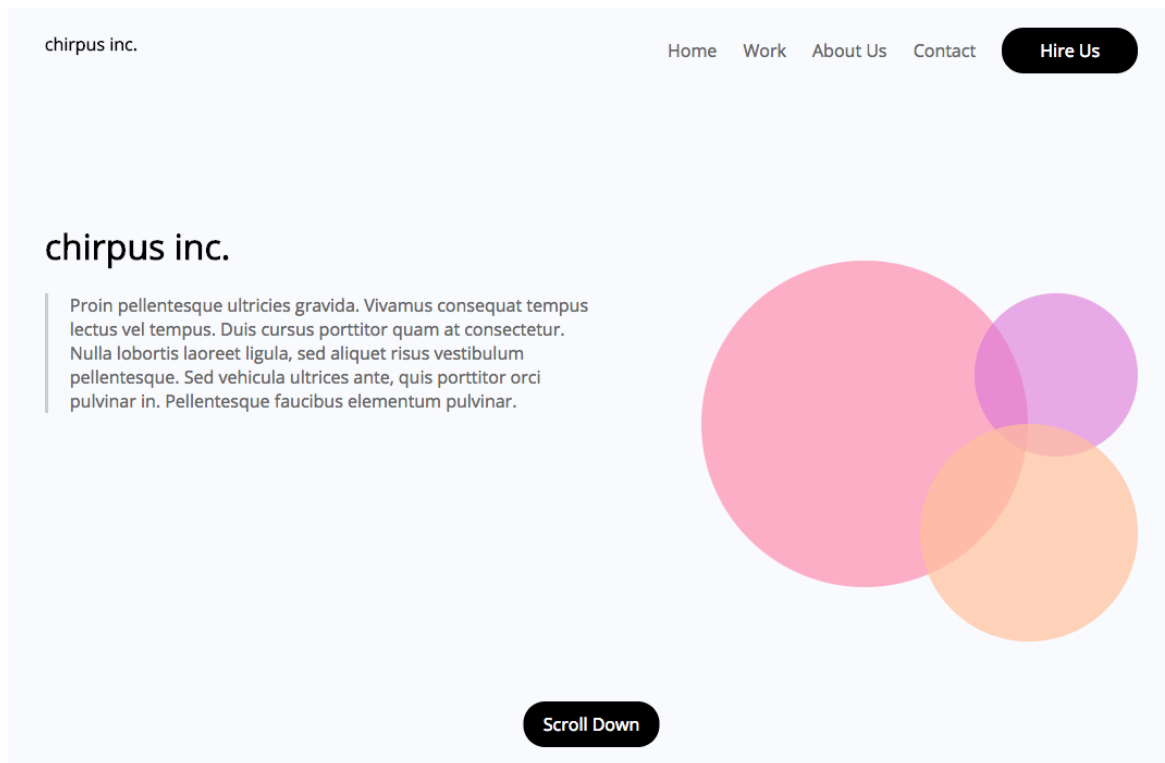 chirpus inc.
Home Work About Us Contact Hire Us
chirpus inc.
Proin pellentesque ultricies gravida. Vivamus consequat tempus
lectus vel tempus. Duis cursus porttitor quam at consectetur.
Nulla lobortis laoreet ligula, sed aliquet risus vestibulum
pellentesque. Sed vehicula ultrices ante, quis porttitor orci
pulvinar in. Pellentesque faucibus elementum pulvinar.
Scroll Down